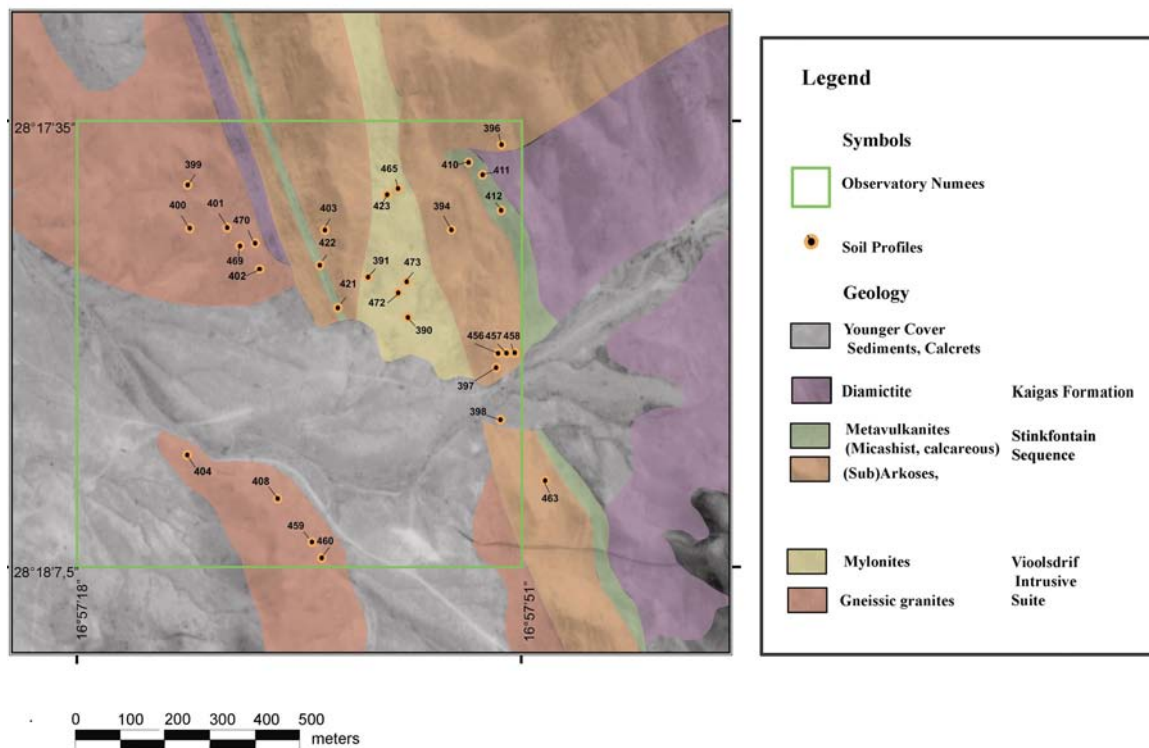 396
28°17'35"
410
411
399
465
412
423
400
401
470
403
394
469
422
402
391
473
421
472
390
456 457 458
397
398
404
408
463
459
460
28°18'7,5"
16°57'18"
16°57'51"
0 100 200 300 400 500
meters
Legend
Symbols
Observatory Numees
Soil Profiles
Geology
Younger Cover
Sediments, Calcrets
Diamictite Kaigas Formation
Metavulkanites
(Micashist, calcareous) Stinkfontain
Sequence
(Sub)Arkoses,
Mylonites Vioolsdrif
Intrusive
Gneissic granites Suite